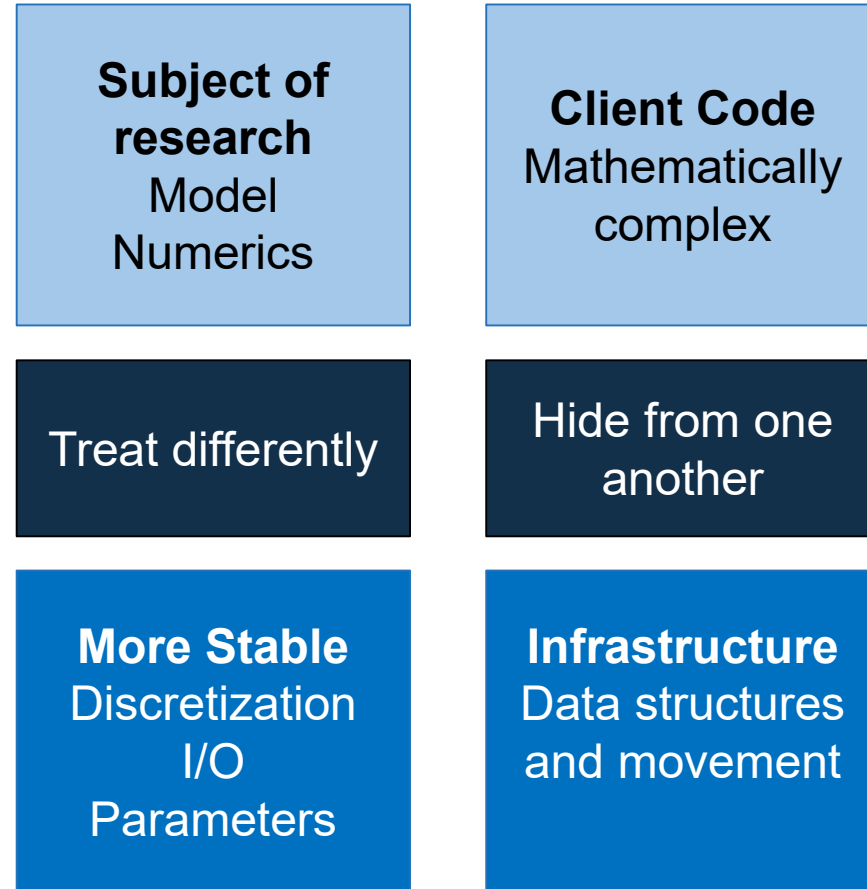 Subject of
research
Model
Numerics
Client Code
Mathematically
complex
Treat differently
Hide from one
another
More Stable
Discretization
I/O
Parameters
Infrastructure
Data structures
and movement